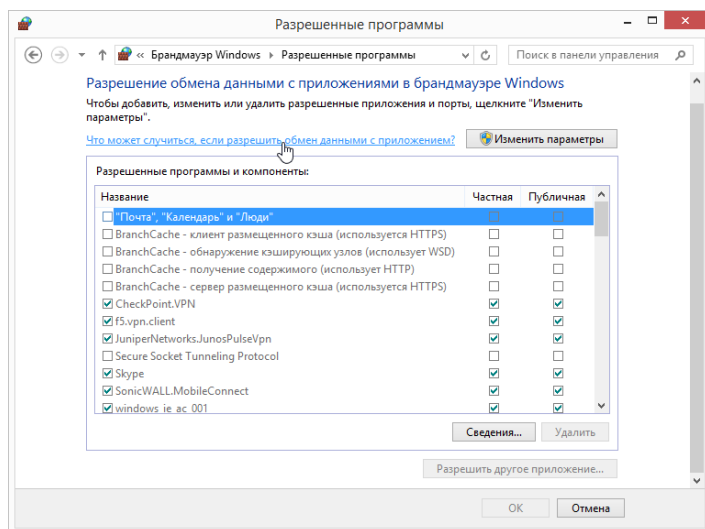 Разрешенные программы
« Брандмауэр Windows Разрешенные программы Поиск в панели управления
Разрешение обмена данными с приложениями в брандмауэре Windows
Чтобы добавить, изменить или удалить разрешенные приложения и порты, щелкните "Изменить
параметры".
Что может случиться, если разрешить обмен данными с приложением? Изменить параметры
Разрешенные программы и компоненты:
Название Частная Публичная
"Почта", "Календарь" и "Люди"
BranchCache - клиент размещенного кэша (используется HTTPS)
BranchCache - обнаружение кэширующих узлов (использует WSD)
BranchCache - получение содержимого (использует HTTP)
BranchCache - сервер размещенного кэша (используется HTTPS)
CheckPoint.VPN
f5.vpn.client
JuniperNetworks.JunosPulseVpn
Secure Socket Tunneling Protocol
Skype
SonicWALL.MobileConnect
windows_ie_ac_001
Сведения... Удалить
Разрешить другое приложение...
ОК Отмена